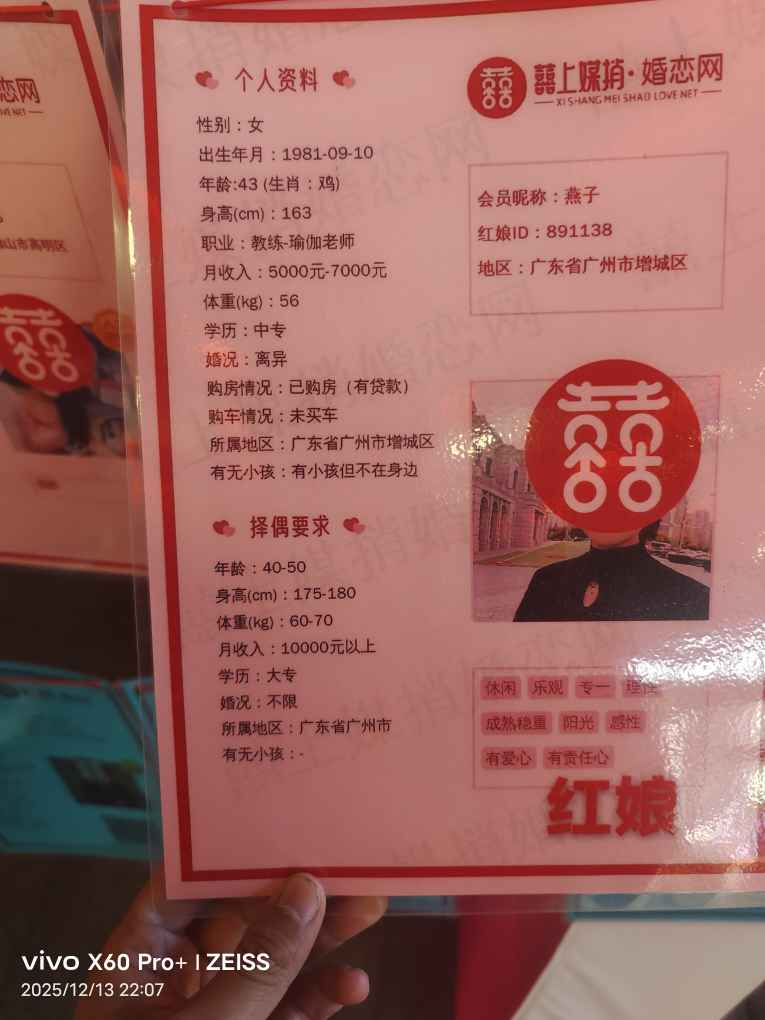 个人资料
性别：女
出生年月：1981-09-10
年龄:43 (生肖：鸡)
身高(cm)：163
职业：教练-瑜伽老师
月收入：5000元-7000元
体重(kg)：56
学历：中专
婚况：离异
购房情况：已购房（有贷款）
购车情况：未买车
所属地区：广东省广州市增城区
有无小孩：有小孩但不在身边
择偶要求
年龄：40-50
身高(cm)：175-180
体重(kg)：60-70
月收入：10000元以上
学历：大专
婚况：不限
所属地区：广东省广州市
有无小孩：-
囍上媒捎·婚恋网
XI SHANG MEI SHAO LOVE NET
会员昵称：燕子
红娘ID：891138
地区：广东省广州市增城区
休闲 乐观 专一 理性
成熟稳重 阳光 感性
有爱心 有责任心
红娘
恋网
VE NET
山市高明区
vivo X60 Pro+ | ZEISS
2025/12/13 22:07